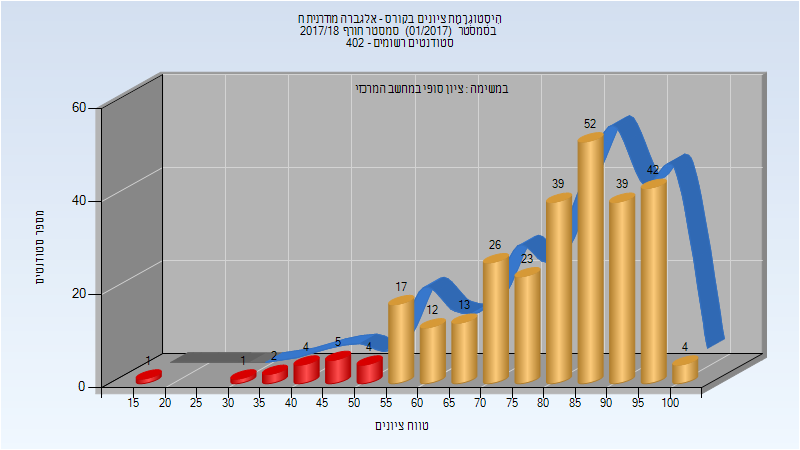 היסטוגרמת ציונים בקורס - אלגברה מודרנית ח
בסמסטר (01/2017) סמסטר חורף 2017/18
סטודנטים רשומים - 402
במשימה : ציון סופי במחשב המרכזי
מספר סטודנטים
60
40
20
0
1
1
2
4
5
4
17
12
13
26
23
39
52
39
42
4
15 20 25 30 35 40 45 50 55 60 65 70 75 80 85 90 95 100
טווח ציונים